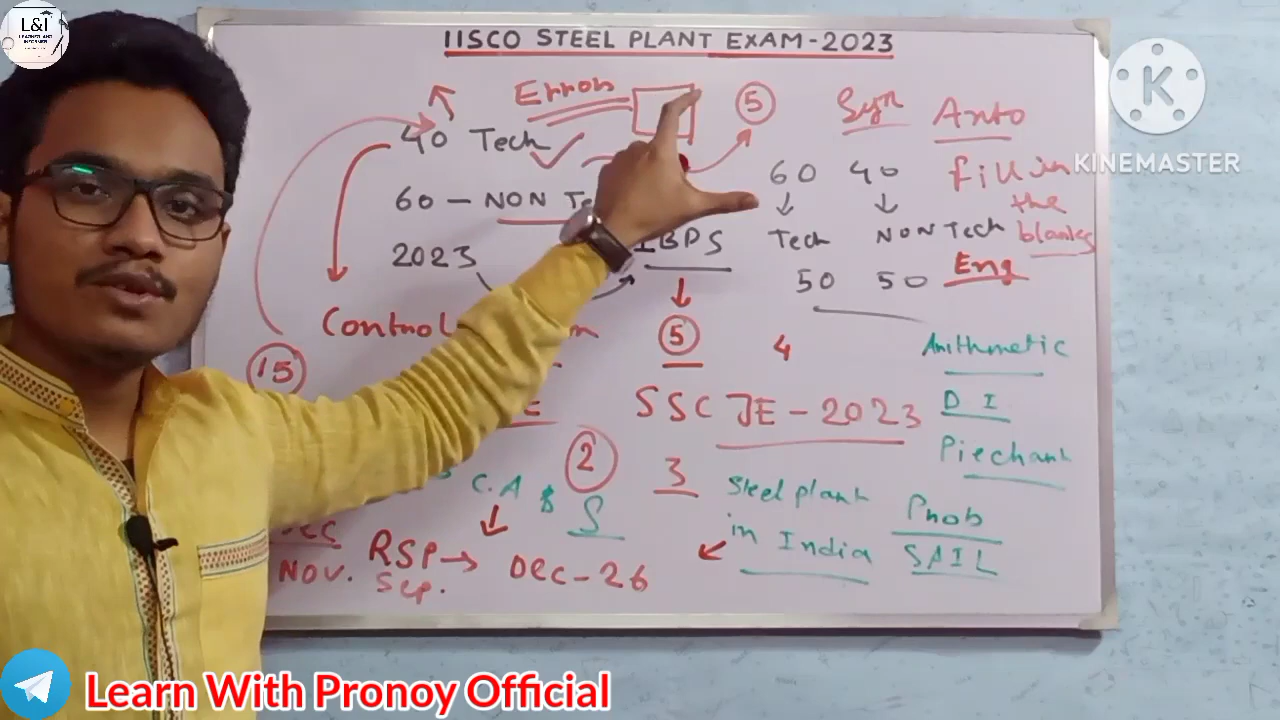 L&I
LEARNER AND
IISCO STEEL PLANT EXAM-2023
Error
5
Syn
Anto
40 Tech
60 40
fill in
the
blanks
60 - NON Te
Tech
NON Tech
2023
IBPS
50 50
Eng
Control
15
5
4
Arithmetic
SSC JE - 2023
D I
Piechart
2
3
C.A & S
Steel plant
in India
Prob
SAIL
RSP → Dec-26
NOV.
Sep.
KINEMASTER
Learn With Pronoy Official